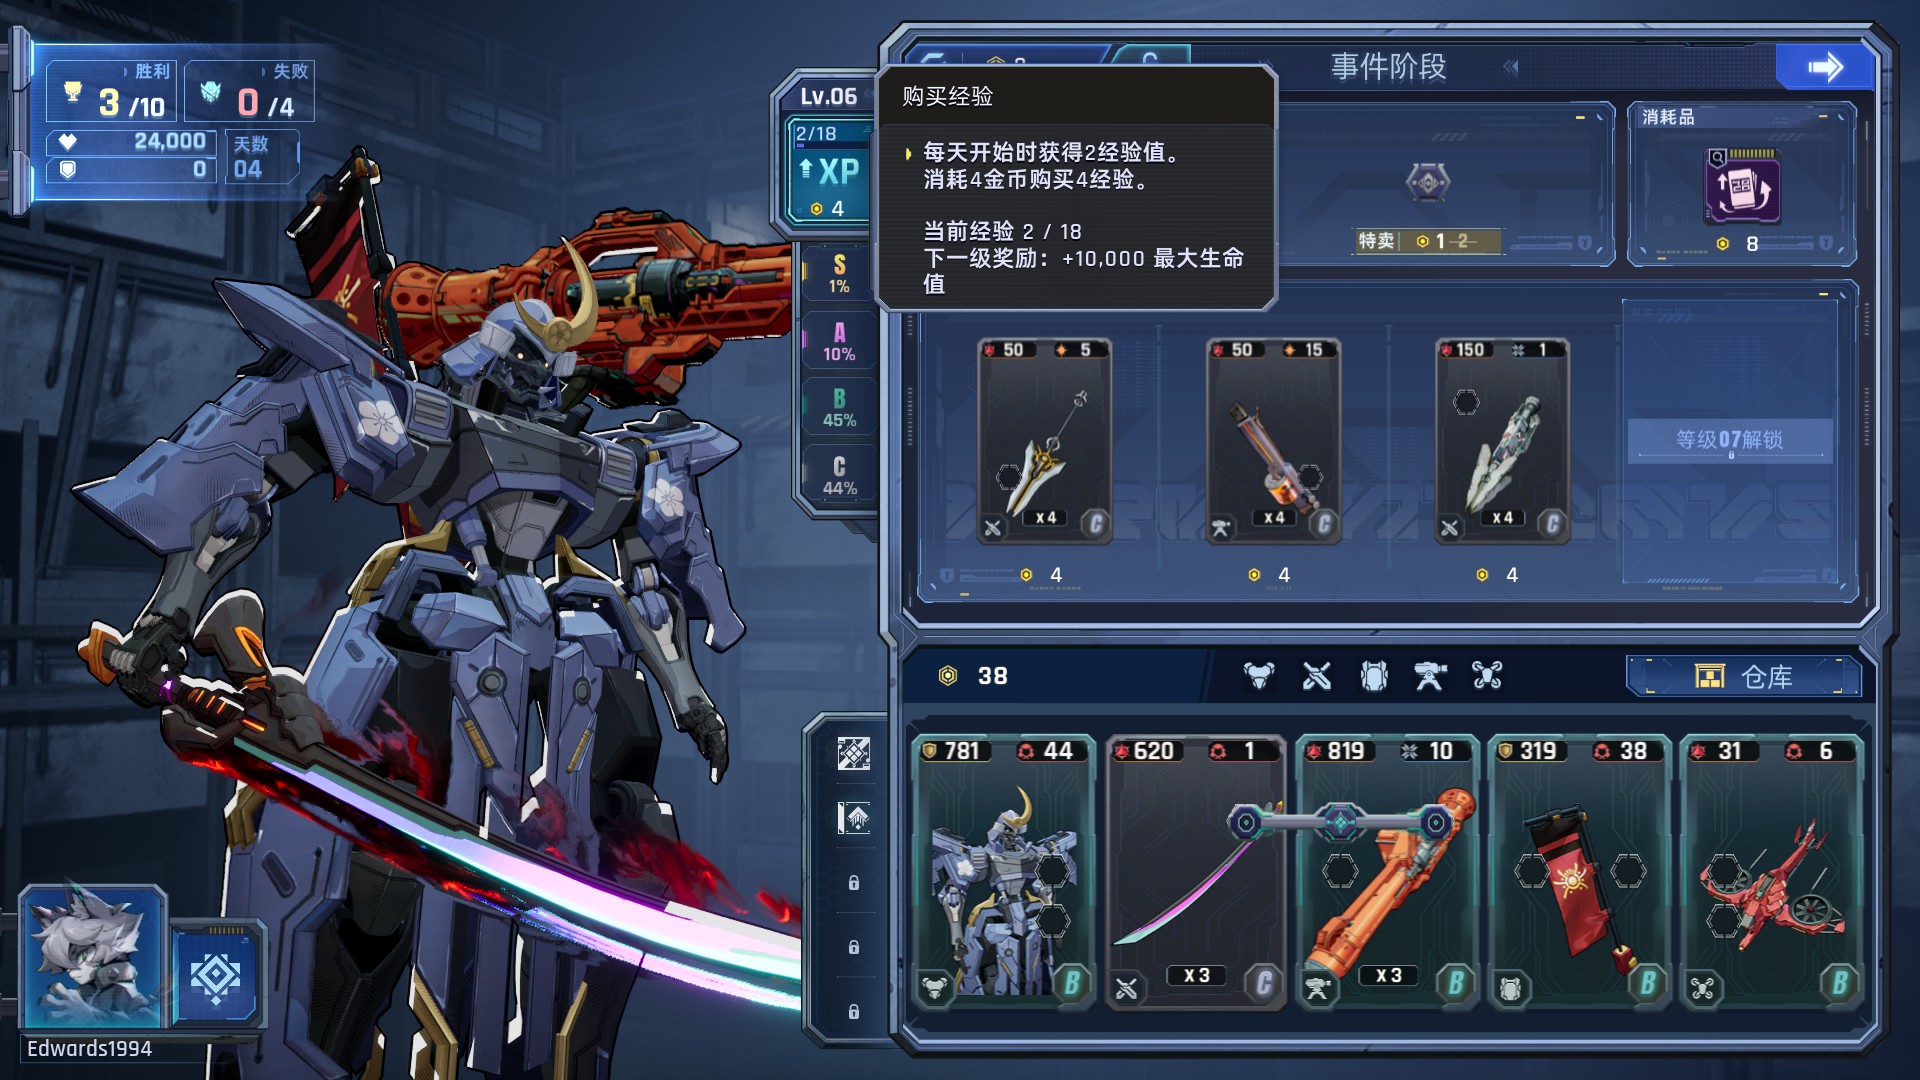 胜利
3/10
失败
0/4
24,000
0
天数
04
Lv.06
2/18
XP
4
S
1%
A
10%
B
45%
C
44%
购买经验
每天开始时获得2经验值。
消耗4金币购买4经验。
当前经验 2 / 18
下一级奖励：+10,000 最大生命
值
事件阶段
特卖 1 2
消耗品
8
50 5
x4 C
4
50 15
x4 C
4
150 1
x4 C
4
等级07解锁
38
仓库
781 44
B
620 1
x3 C
819 10
x3 B
319 38
B
31 6
B
Edwards1994